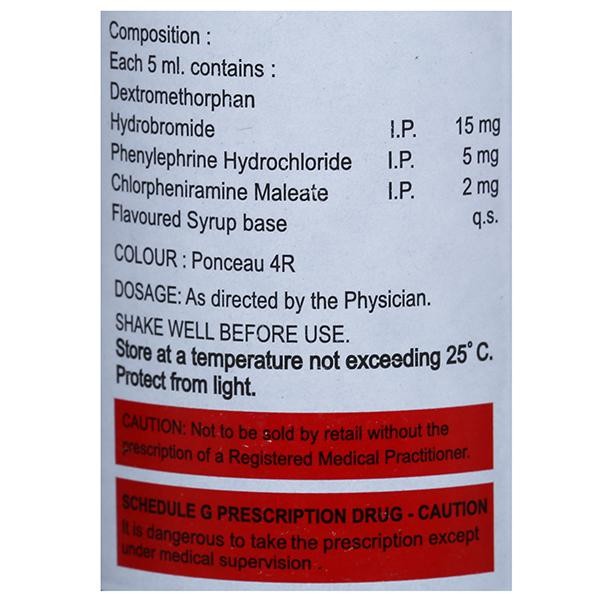 Composition :
Each 5 ml. contains :
Dextromethorphan
Hydrobromide I.P. 15 mg
Phenylephrine Hydrochloride I.P. 5 mg
Chlorpheniramine Maleate I.P. 2 mg
Flavoured Syrup base q.s.
COLOUR : Ponceau 4R
DOSAGE: As directed by the Physician.
SHAKE WELL BEFORE USE.
Store at a temperature not exceeding 25° C.
Protect from light.
CAUTION: Not to be sold by retail without the
prescription of a Registered Medical Practitioner.
SCHEDULE G PRESCRIPTION DRUG - CAUTION
It is dangerous to take the prescription except
under medical supervision